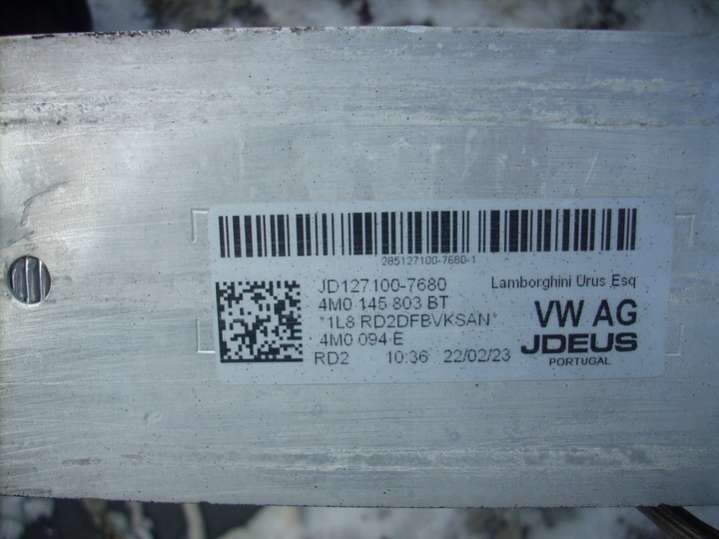 285127100-7680-1
JD127100-7680
Lamborghini Urus Esq
4M0 145 803 BT
*1L8 RD2DFBVKSAN*
4M0 094 E
RD2 10:36 22/02/23
VW AG
JDEUS
PORTUGAL